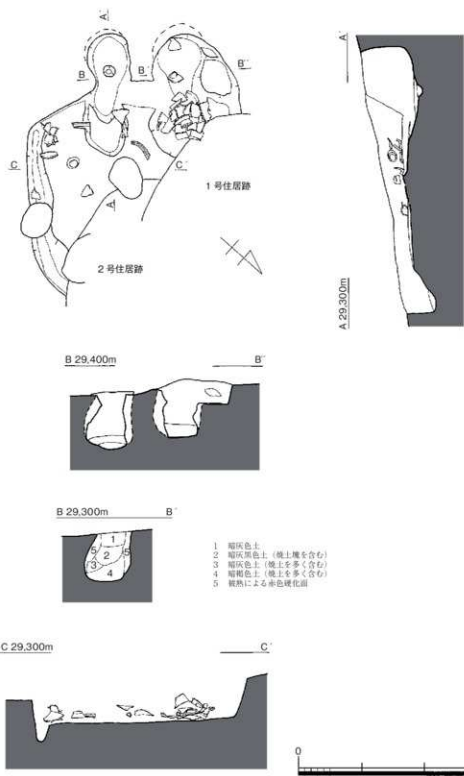 A´
B
B´
B"
C
C´
A
1号住居跡
2号住居跡
A´
A 29,300m
B 29,400m
B"
B 29,300m
B´
1
5
2
5
3
4
1 暗灰色土
2 暗灰黒色土（焼土塊を含む）
3 暗灰色土（焼土を多く含む）
4 暗褐色土（焼土を多く含む）
5 被熱による赤色硬化面
C 29,300m
C´
0